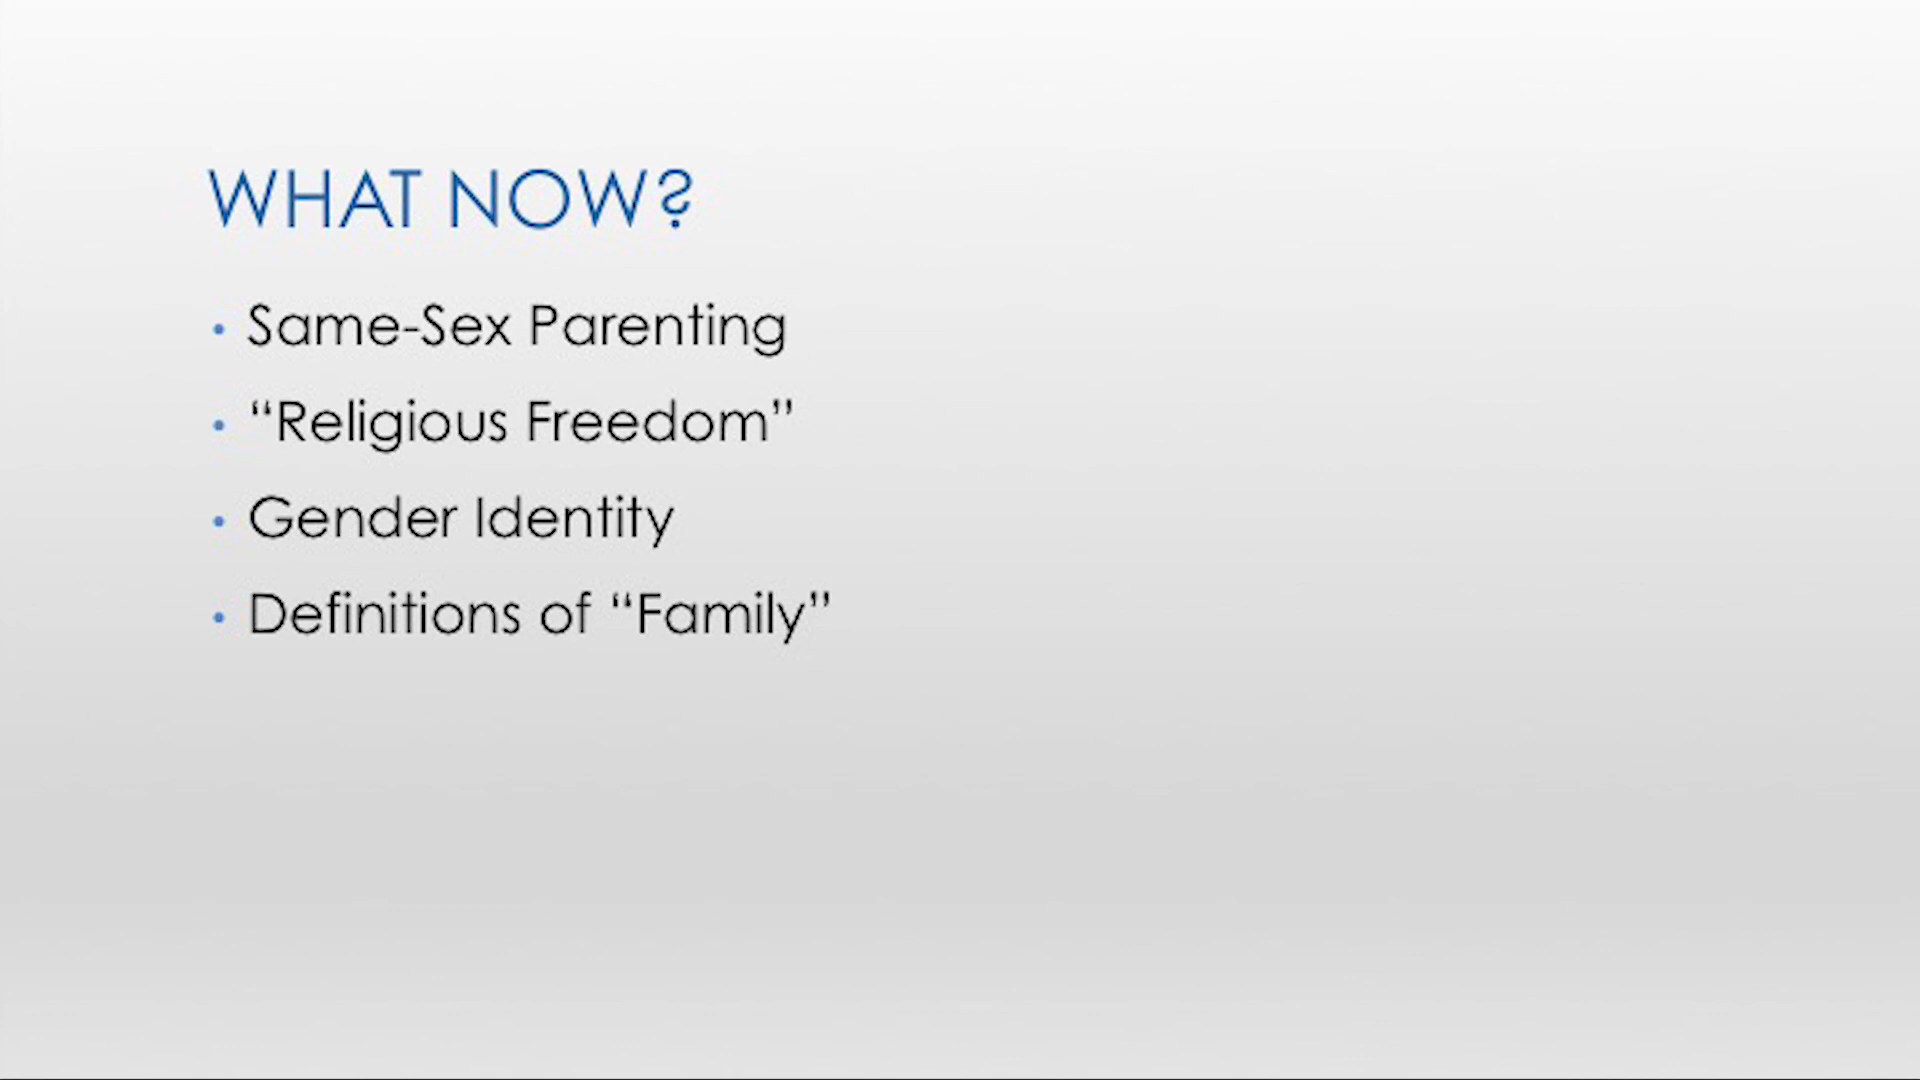 WHAT NOW?
• Same-Sex Parenting
• “Religious Freedom”
• Gender Identity
• Definitions of “Family”